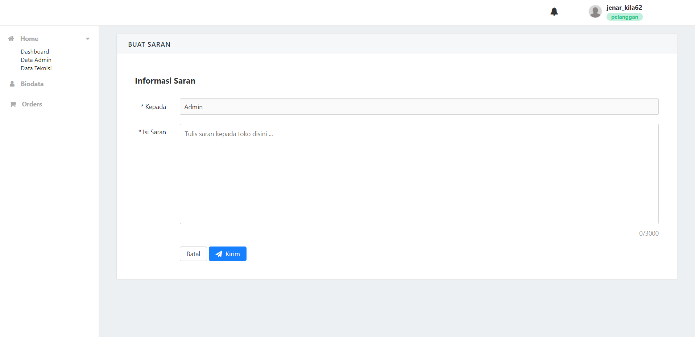 jenar_kila62
pelanggan
Home
Dashboard
Data Admin
Data Teknisi
Biodata
Orders
BUAT SARAN
Informasi Saran
* Kepada
Admin
* Isi Saran
Tulis saran kepada toko disini ...
0/3000
Batal
Kirim